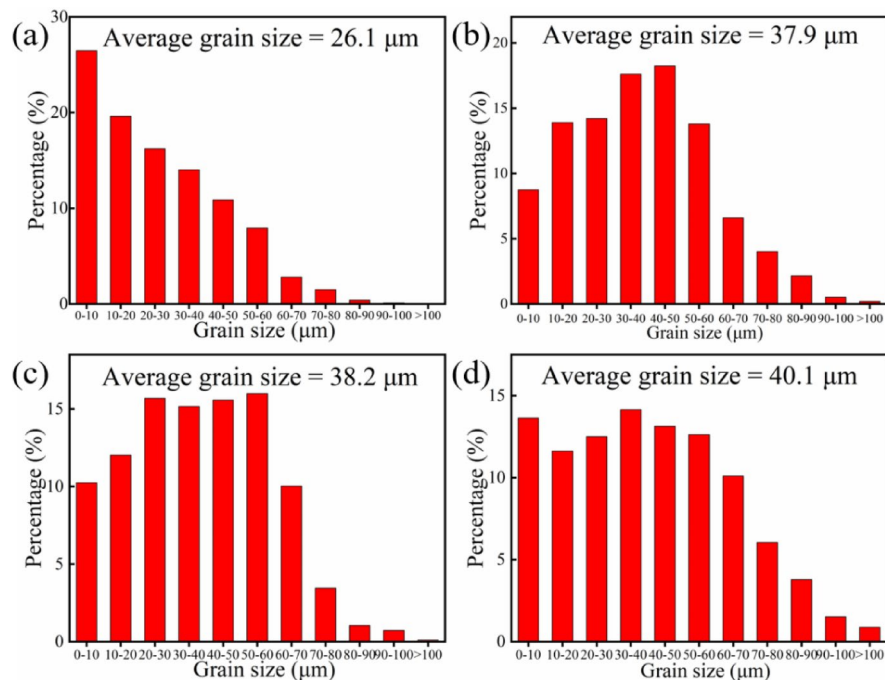 (a)
Average grain size = 26.1 μm
Percentage (%)
30
20
10
0
0-10 10-20 20-30 30-40 40-50 50-60 60-70 70-80 80-90 90-100 >100
Grain size (μm)
(b)
Average grain size = 37.9 μm
Percentage (%)
20
15
10
5
0
0-10 10-20 20-30 30-40 40-50 50-60 60-70 70-80 80-90 90-100 >100
Grain size (μm)
(c)
Average grain size = 38.2 μm
Percentage (%)
15
10
5
0
0-10 10-20 20-30 30-40 40-50 50-60 60-70 70-80 80-90 90-100 >100
Grain size (μm)
(d)
Average grain size = 40.1 μm
Percentage (%)
15
10
5
0
0-10 10-20 20-30 30-40 40-50 50-60 60-70 70-80 80-90 90-100 >100
Grain size (μm)